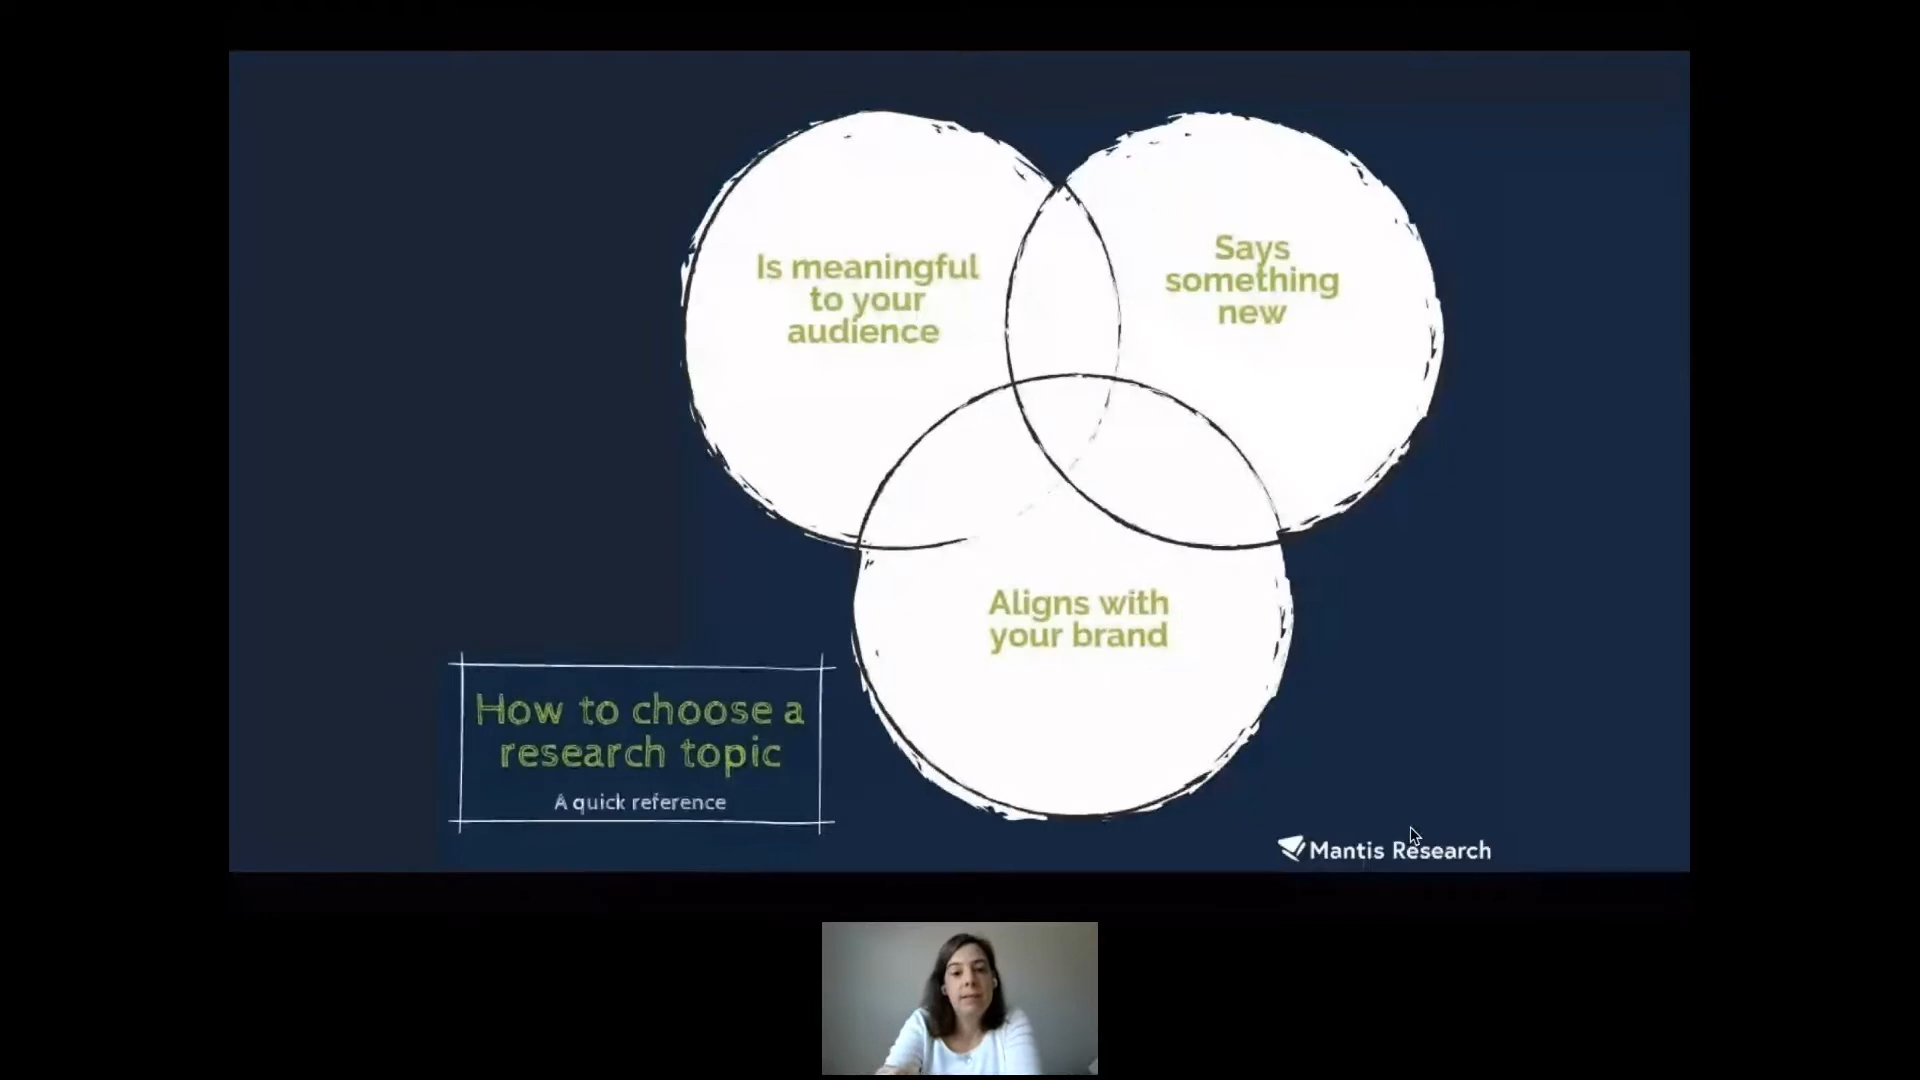 Is meaningful
to your
audience
Says
something
new
Aligns with
your brand
How to choose a
research topic
A quick reference
Mantis Research